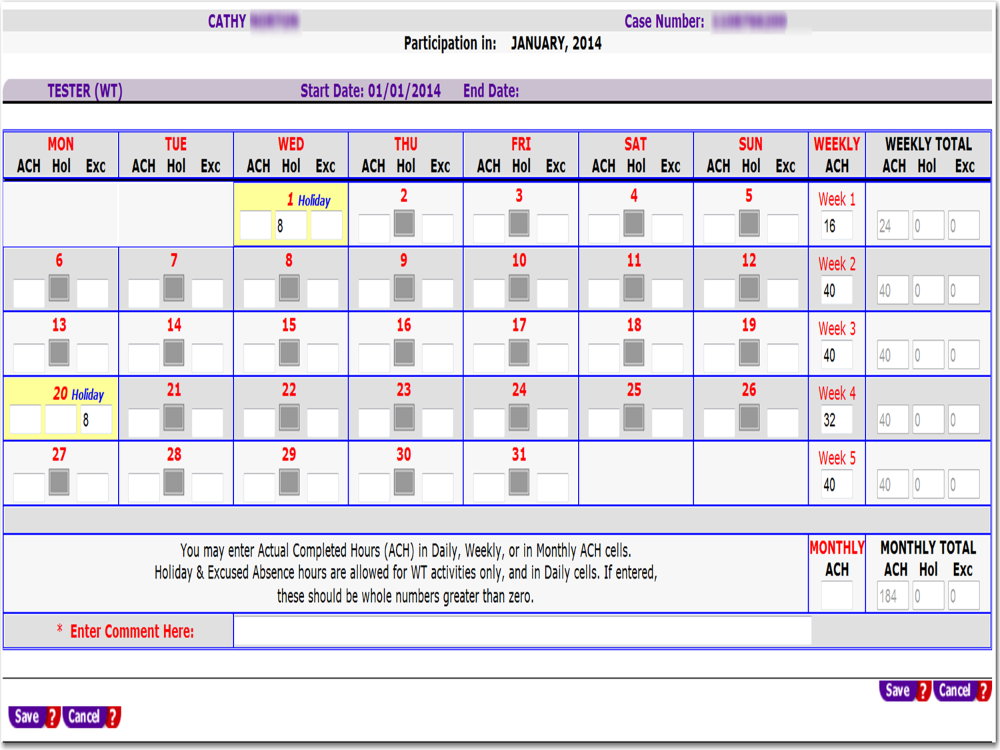 CATHY Case Number:
Participation in: JANUARY, 2014
TESTER (WT) Start Date: 01/01/2014 End Date:
MON TUE WED THU FRI SAT SUN WEEKLY WEEKLY TOTAL
ACH Hol Exc ACH Hol Exc ACH Hol Exc ACH Hol Exc ACH Hol Exc ACH Hol Exc ACH Hol Exc ACH ACH Hol Exc
1 Holiday 2 3 4 5 Week 1
8 16 24 0 0
6 7 8 9 10 11 12 Week 2
40 40 0 0
13 14 15 16 17 18 19 Week 3
40 40 0 0
20 Holiday 21 22 23 24 25 26 Week 4
8 32 40 0 0
27 28 29 30 31 Week 5
40 40 0 0
You may enter Actual Completed Hours (ACH) in Daily, Weekly, or in Monthly ACH cells.
Holiday & Excused Absence hours are allowed for WT activities only, and in Daily cells. If entered,
these should be whole numbers greater than zero.
MONTHLY MONTHLY TOTAL
ACH ACH Hol Exc
184 0 0
* Enter Comment Here:
Save ? Cancel ?
Save ? Cancel ?